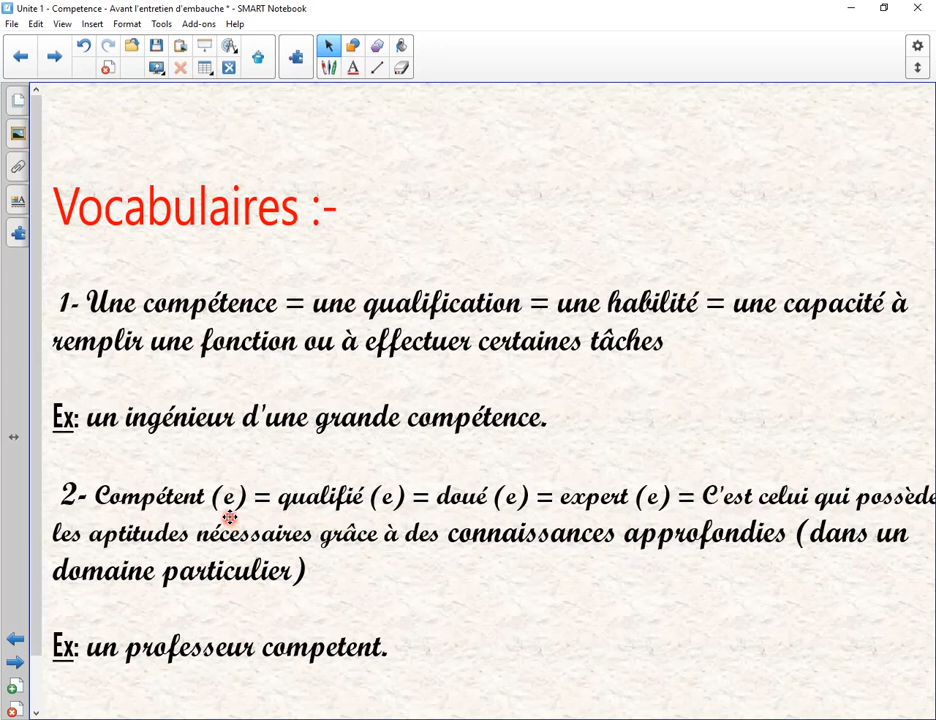 Unite 1 - Competence - Avant l'entretien d'embauche * - SMART Notebook
File Edit View Insert Format Tools Add-ons Help
Vocabulaires :-
1- Une compétence = une qualification = une habilité = une capacité à
remplir une fonction ou à effectuer certaines tâches
Ex: un ingénieur d'une grande compétence.
2- Compétent (e) = qualifié (e) = doué (e) = expert (e) = C'est celui qui possède
les aptitudes nécessaires grâce à des connaissances approfondies (dans un
domaine particulier)
Ex: un professeur competent.